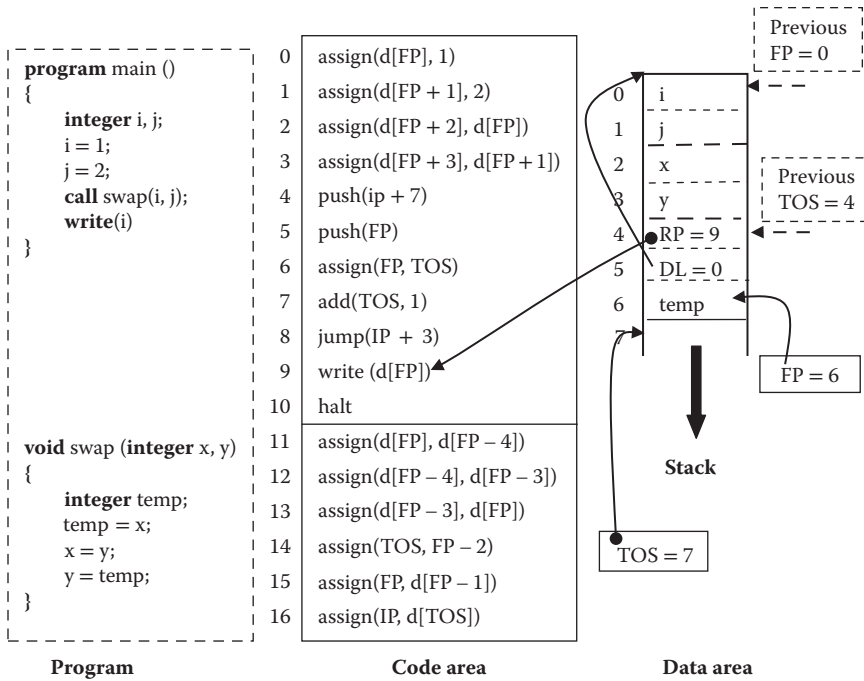 program main ()
{
integer i, j;
i = 1;
j = 2;
call swap(i, j);
write(i)
}
void swap (integer x, y)
{
integer temp;
temp = x;
x = y;
y = temp;
}
Program
0 assign(d[FP], 1)
1 assign(d[FP + 1], 2)
2 assign(d[FP + 2], d[FP])
3 assign(d[FP + 3], d[FP + 1])
4 push(ip + 7)
5 push(FP)
6 assign(FP, TOS)
7 add(TOS, 1)
8 jump(IP + 3)
9 write (d[FP])
10 halt
11 assign(d[FP], d[FP – 4])
12 assign(d[FP – 4], d[FP – 3])
13 assign(d[FP – 3], d[FP])
14 assign(TOS, FP – 2)
15 assign(FP, d[FP – 1])
16 assign(IP, d[TOS])
Code area
Previous
FP = 0
0 i
1 j
2 x
3 y
4 RP = 9
5 DL = 0
6 temp
7
Previous
TOS = 4
FP = 6
Stack
TOS = 7
Data area